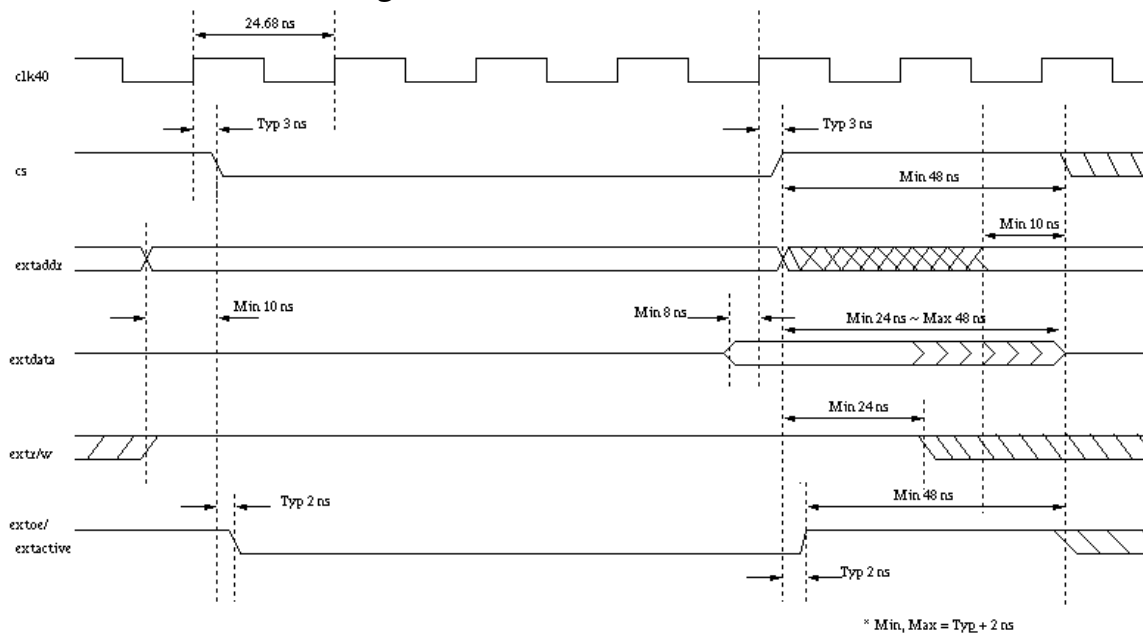 24.68 ns
clk40
Typ 3 ns
Typ 3 ns
cs
Min 48 ns
Min 10 ns
extaddr
Min 10 ns
Min 8 ns
Min 24 ns ~ Max 48 ns
extdata
Min 24 ns
extr/w
Typ 2 ns
Min 48 ns
extoe/
extactive
Typ 2 ns
* Min, Max = Typ + 2 ns